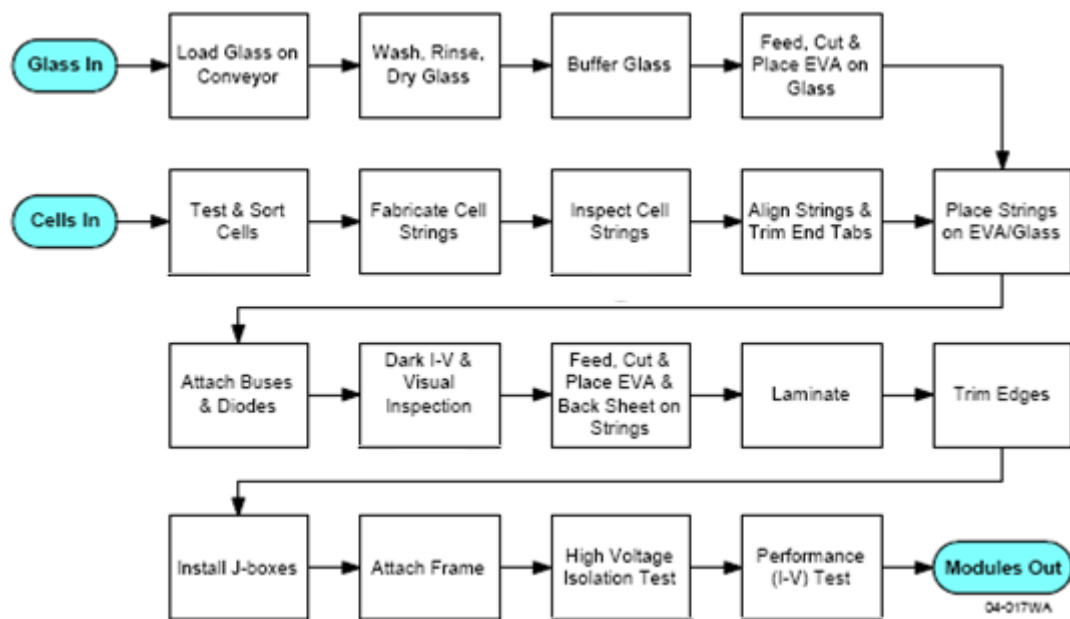 Glass In
Load Glass on
Conveyor
Wash, Rinse,
Dry Glass
Buffer Glass
Feed, Cut &
Place EVA on
Glass
Cells In
Test & Sort
Cells
Fabricate Cell
Strings
Inspect Cell
Strings
Align Strings &
Trim End Tabs
Place Strings
on EVA/Glass
Attach Buses
& Diodes
Dark I-V &
Visual
Inspection
Feed, Cut &
Place EVA &
Back Sheet on
Strings
Laminate
Trim Edges
Install J-boxes
Attach Frame
High Voltage
Isolation Test
Performance
(I-V) Test
Modules Out
04-017WA